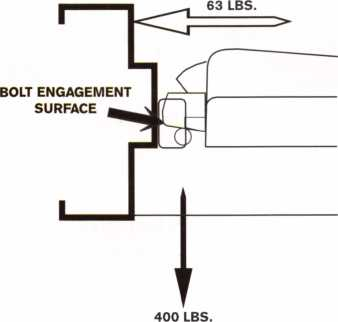 63 LBS.
BOLT ENGAGEMENT
SURFACE
400 LBS.